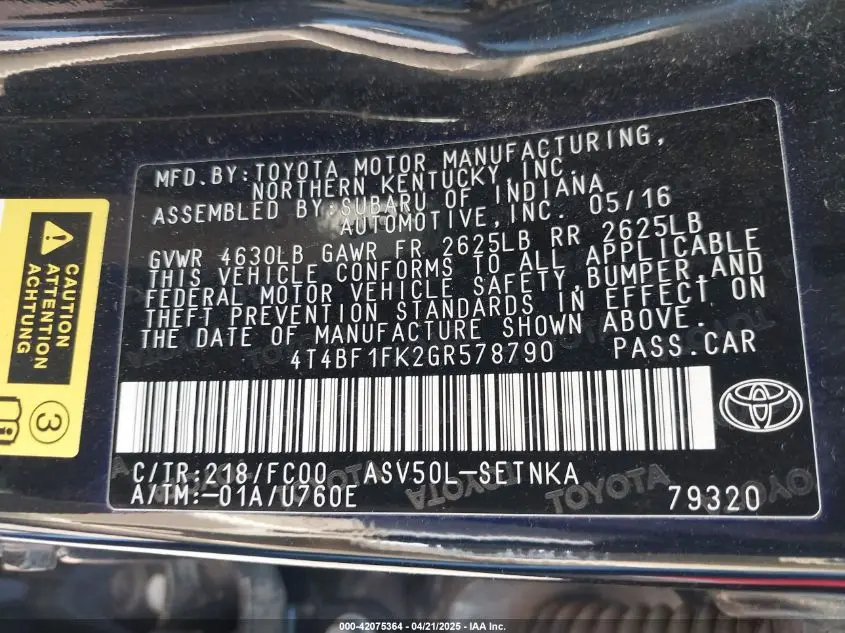 MFD.BY:TOYOTA MOTOR MANUFACTURING,
NORTHERN KENTUCKY, INC.
ASSEMBLED BY:SUBARU OF INDIANA
AUTOMOTIVE,INC. 05/16
GVWR 4630LB GAWR FR 2625LB RR 2625LB
THIS VEHICLE CONFORMS TO ALL APPLICABLE
FEDERAL MOTOR VEHICLE SAFETY,BUMPER,AND
THEFT PREVENTION STANDARDS IN EFFECT ON
THE DATE OF MANUFACTURE SHOWN ABOVE.
4T4BF1FK2GR578790 PASS.CAR
C/TR:218/FC00 ASV50L-SETNKA
A/TM:-01A/U760E 79320
TOYOTA
CAUTION
ATTENTION
ACHTUNG
3
000-42075364 - 04/21/2025 - IAA Inc.